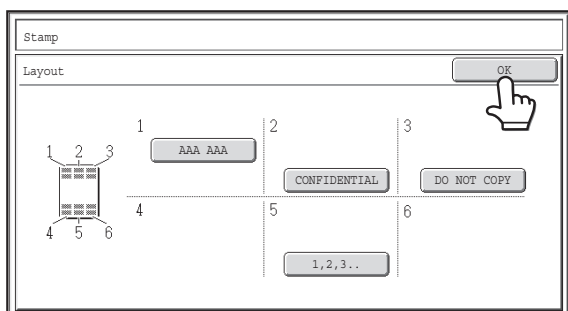 Stamp
Layout
OK
1 2 3
4 5 6
1
AAA AAA
2
CONFIDENTIAL
3
DO NOT COPY
4
5
1,2,3..
6